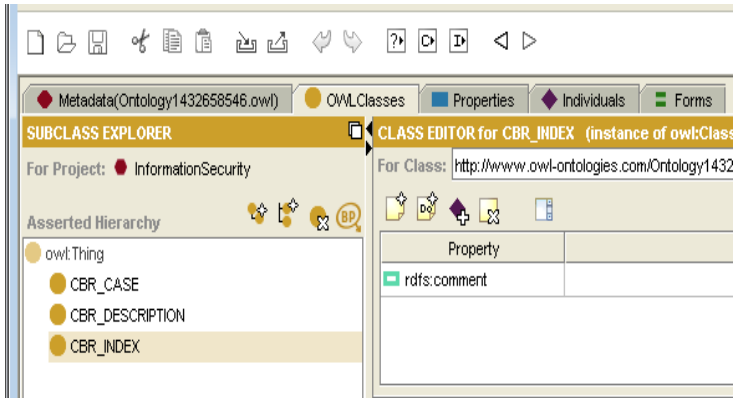 Metadata(Ontology1432658546.owl) OWLClasses Properties Individuals Forms
SUBCLASS EXPLORER
For Project: InformationSecurity
Asserted Hierarchy
owl:Thing
CBR_CASE
CBR_DESCRIPTION
CBR_INDEX
CLASS EDITOR for CBR_INDEX (instance of owl:Class
For Class: http://www.owl-ontologies.com/Ontology1432
Property
rdfs:comment